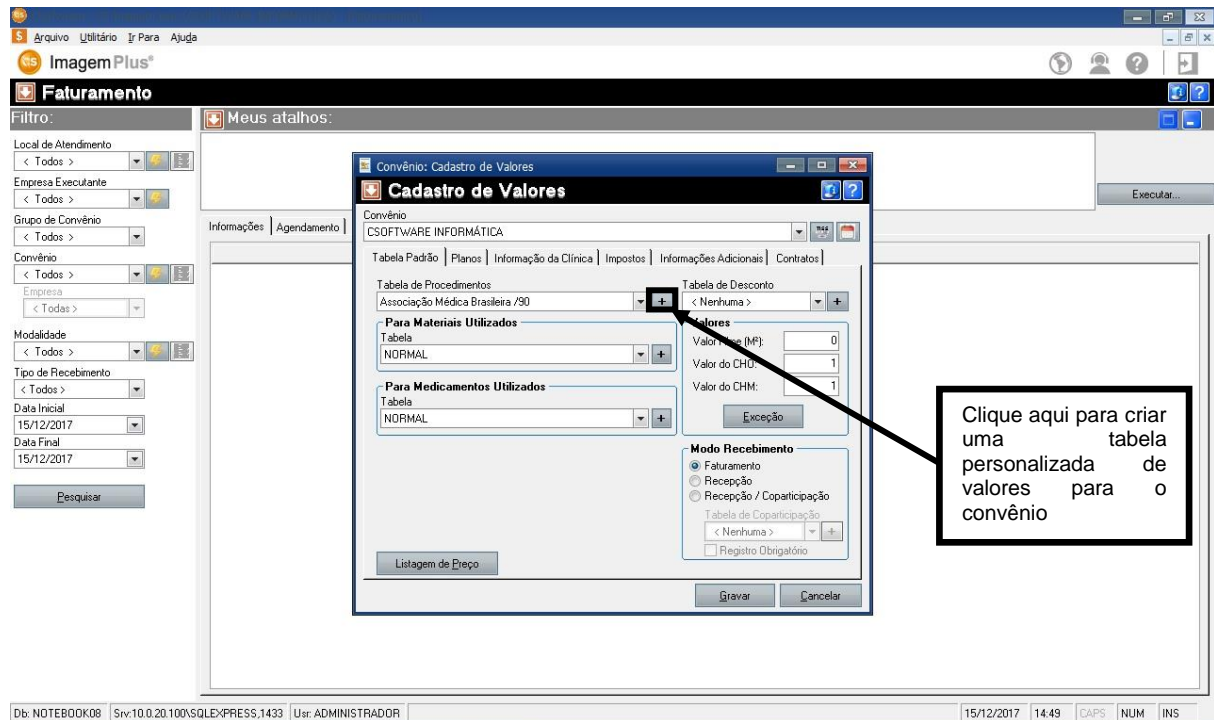 Arquivo Utilitário Ir Para Ajuda
ImagemPlus®
Faturamento
Filtro:
Meus atalhos:
Local de Atendimento
< Todos >
Empresa Executante
< Todos >
Grupo de Convênio
< Todos >
Convênio
< Todos >
Empresa
< Todas >
Modalidade
< Todos >
Tipo de Recebimento
< Todos >
Data Inicial
15/12/2017
Data Final
15/12/2017
Pesquisar
Executar...
Informações Agendamento
Convênio: Cadastro de Valores
Cadastro de Valores
Convênio
CSOFTWARE INFORMÁTICA
Tabela Padrão Planos Informação da Clínica Impostos Informações Adicionais Contratos
Tabela de Procedimentos
Associação Médica Brasileira /90
Tabela de Desconto
< Nenhuma >
Para Materiais Utilizados
Tabela
NORMAL
Para Medicamentos Utilizados
Tabela
NORMAL
Valores
Valor (M²): 0
Valor do CHO: 1
Valor do CHM: 1
Exceção
Modo Recebimento
Faturamento
Recepção
Recepção / Coparticipação
Tabela de Coparticipação
< Nenhuma >
Registro Obrigatório
Listagem de Preço
Gravar Cancelar
Clique aqui para criar
uma tabela
personalizada de
valores para o
convênio
Db: NOTEBOOK08 Srv:10.0.20.100\SQLEXPRESS,1433 Usr: ADMINISTRADOR 15/12/2017 14:49 CAPS NUM INS